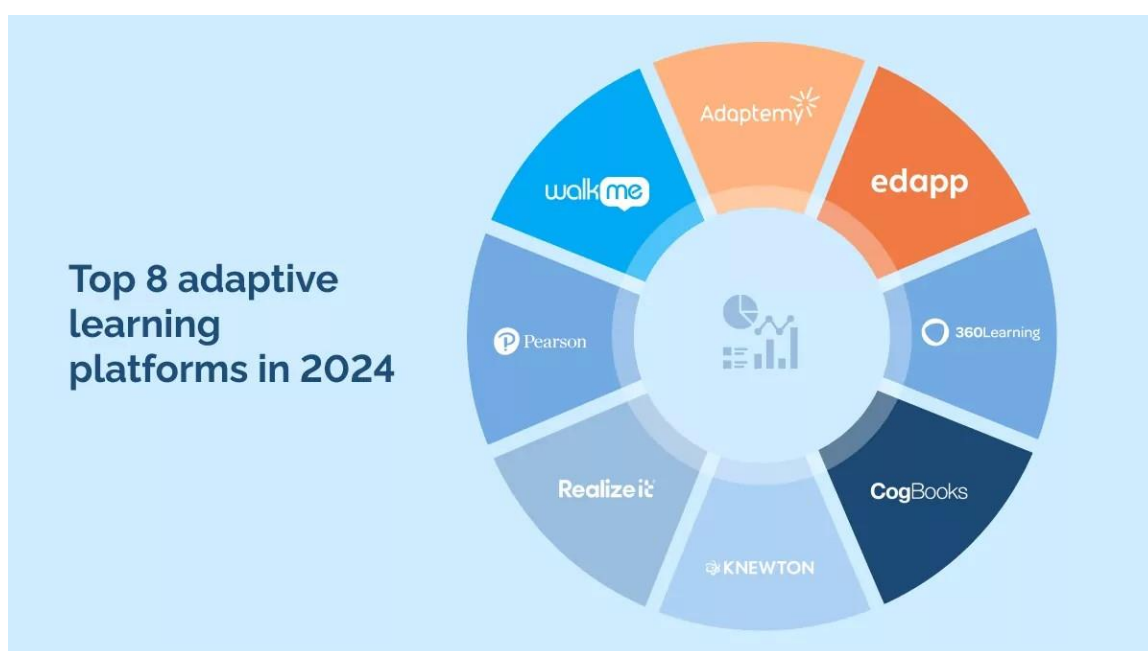 Top 8 adaptive
learning
platforms in 2024
Adaptemy
edapp
360Learning
CogBooks
KNEWTON
Realizeit
Pearson
walkme